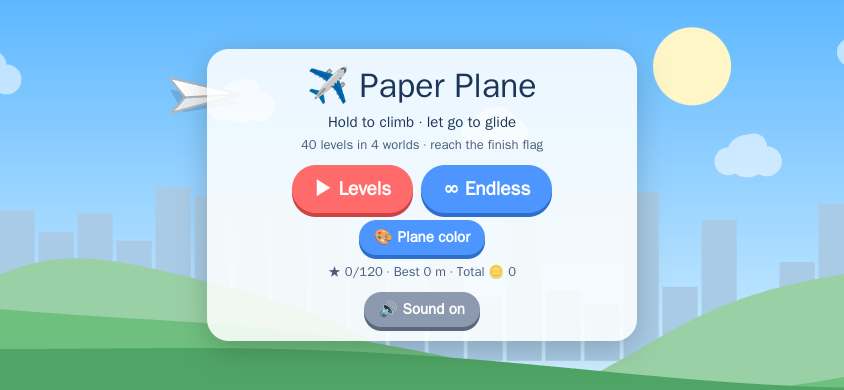 Paper Plane
Hold to climb · let go to glide
40 levels in 4 worlds · reach the finish flag
▶ Levels
∞ Endless
Plane color
★ 0/120 · Best 0 m · Total 🪙 0
Sound on